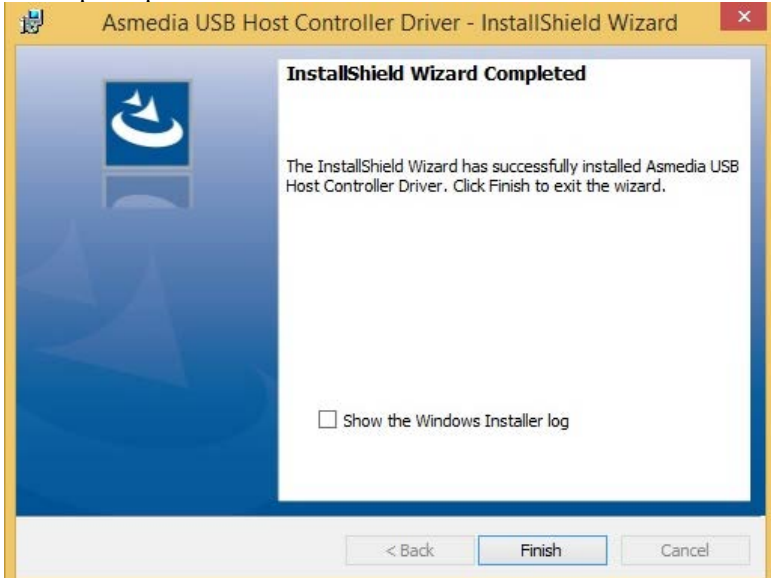 Asmedia USB Host Controller Driver - InstallShield Wizard
InstallShield Wizard Completed
The InstallShield Wizard has successfully installed Asmedia USB
Host Controller Driver. Click Finish to exit the wizard.
Show the Windows Installer log
< Back
Finish
Cancel